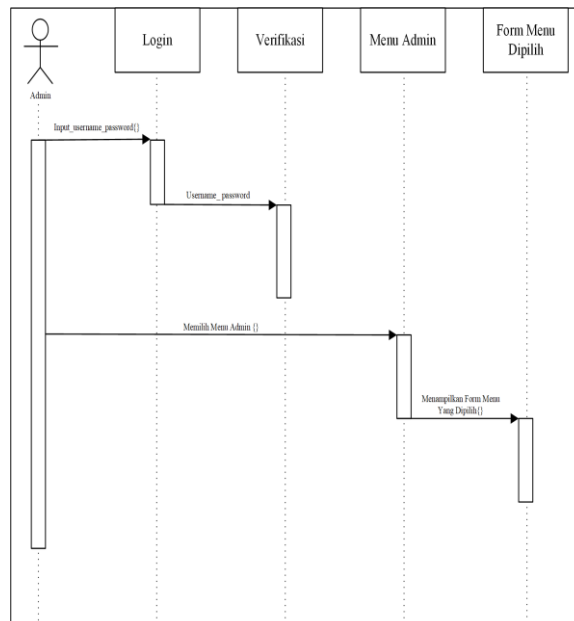 Login
Verifikasi
Menu Admin
Form Menu
Dipilih
Admin
Input_username_password{}
Username_password
Memilih Menu Admin {}
Menampilkan Form Menu
Yang Dipilih{}